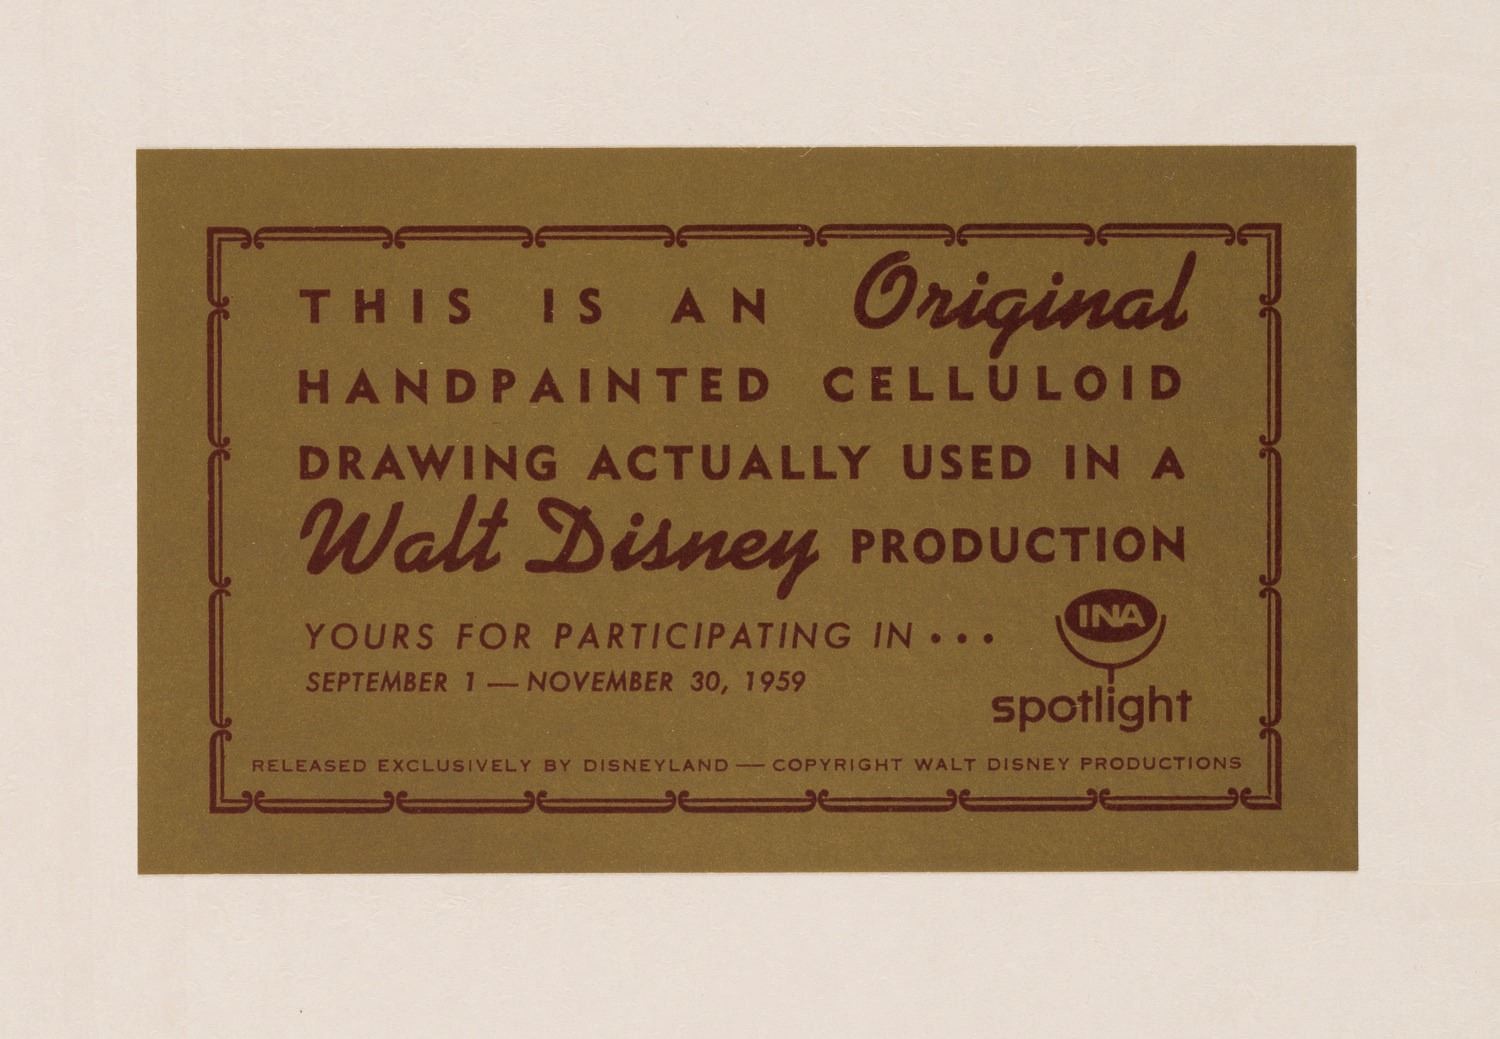 THIS IS AN Original
HANDPAINTED CELLULOID
DRAWING ACTUALLY USED IN A
Walt Disney PRODUCTION
YOURS FOR PARTICIPATING IN...
SEPTEMBER 1 — NOVEMBER 30, 1959
INA
spotlight
RELEASED EXCLUSIVELY BY DISNEYLAND — COPYRIGHT WALT DISNEY PRODUCTIONS